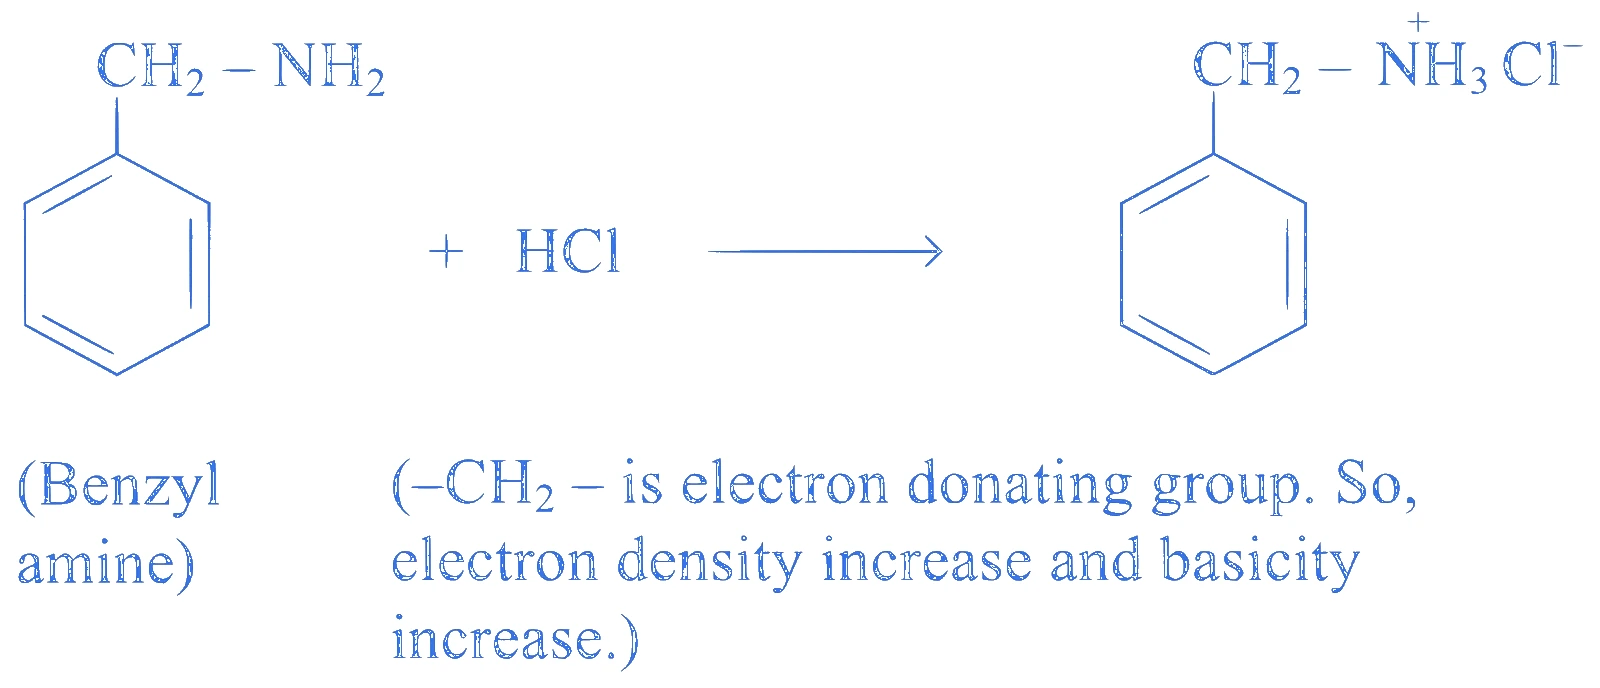 CH₂ – NH₂
+ HCl
CH₂ – N⁺H₃ Cl⁻
(Benzyl
amine)
(–CH₂ – is electron donating group. So,
electron density increase and basicity
increase.)